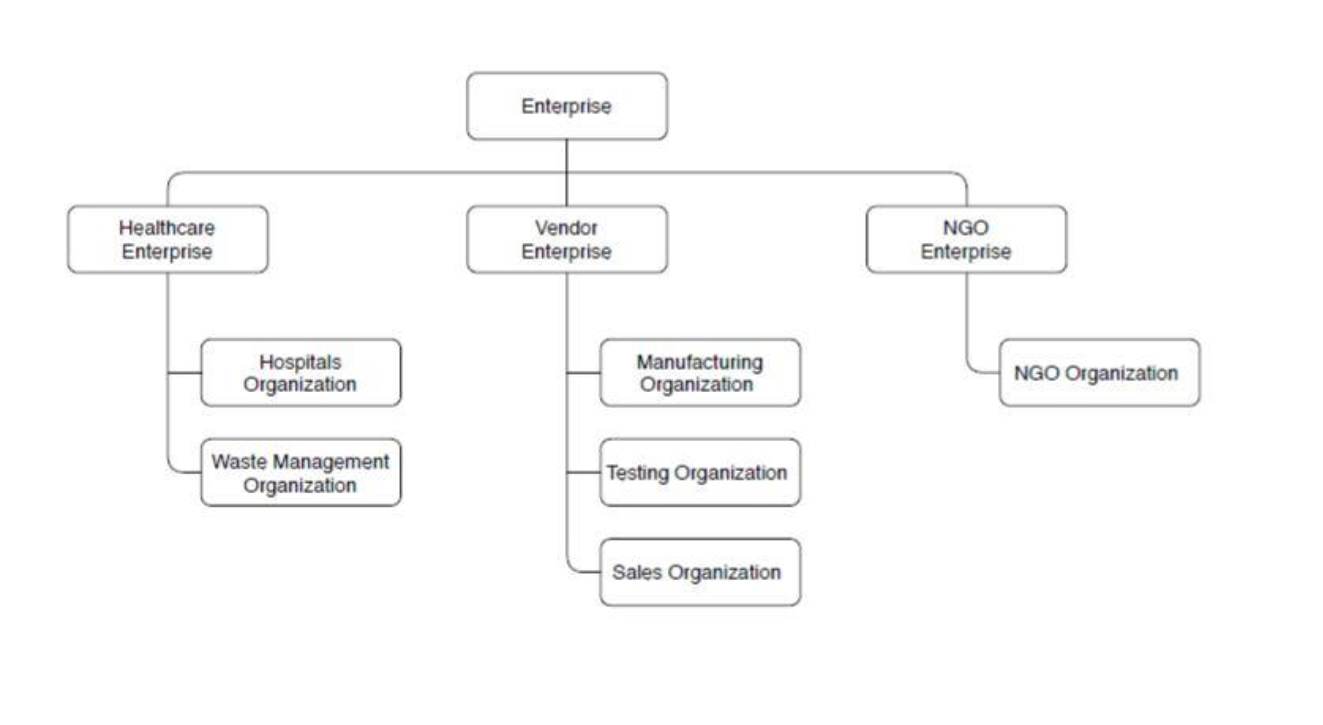 Enterprise
Healthcare
Enterprise
Vendor
Enterprise
NGO
Enterprise
Hospitals
Organization
Waste Management
Organization
Manufacturing
Organization
Testing Organization
Sales Organization
NGO Organization